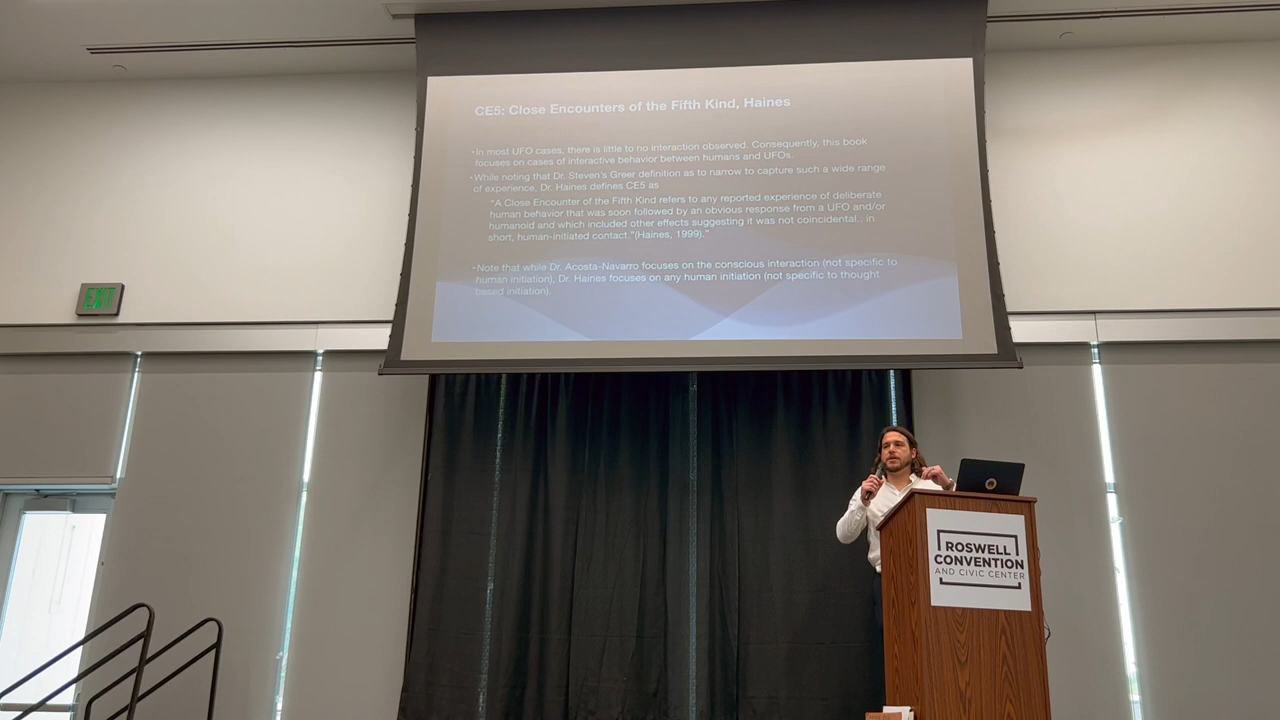 CE5: Close Encounters of the Fifth Kind, Haines
•In most UFO cases, there is little to no interaction observed. Consequently, this book
focuses on cases of interactive behavior between humans and UFOs.
•While noting that Dr. Steven's Greer definition as to narrow to capture such a wide range
of experience, Dr. Haines defines CE5 as
"A Close Encounter of the Fifth Kind refers to any reported experience of deliberate
human behavior that was soon followed by an obvious response from a UFO and/or
humanoid and which included other effects suggesting it was not coincidental.. in
short, human-initiated contact."(Haines, 1999)."
•Note that while Dr. Acosta-Navarro focuses on the conscious interaction (not specific to
human initiation), Dr. Haines focuses on any human initiation (not specific to thought
based initiation).
EXIT
ROSWELL
CONVENTION
AND CIVIC CENTER